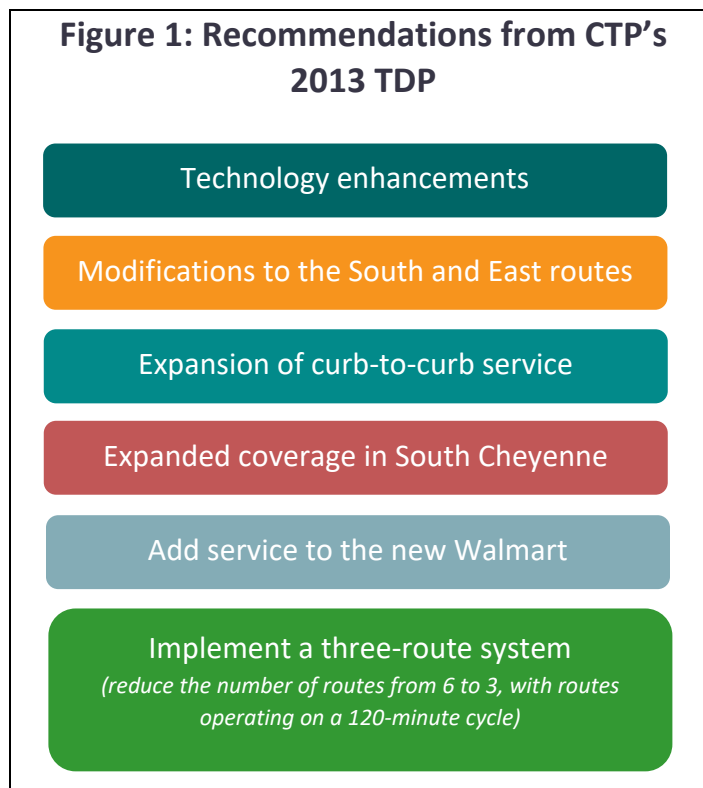 Figure 1: Recommendations from CTP’s
2013 TDP
Technology enhancements
Modifications to the South and East routes
Expansion of curb-to-curb service
Expanded coverage in South Cheyenne
Add service to the new Walmart
Implement a three-route system
(reduce the number of routes from 6 to 3, with routes
operating on a 120-minute cycle)